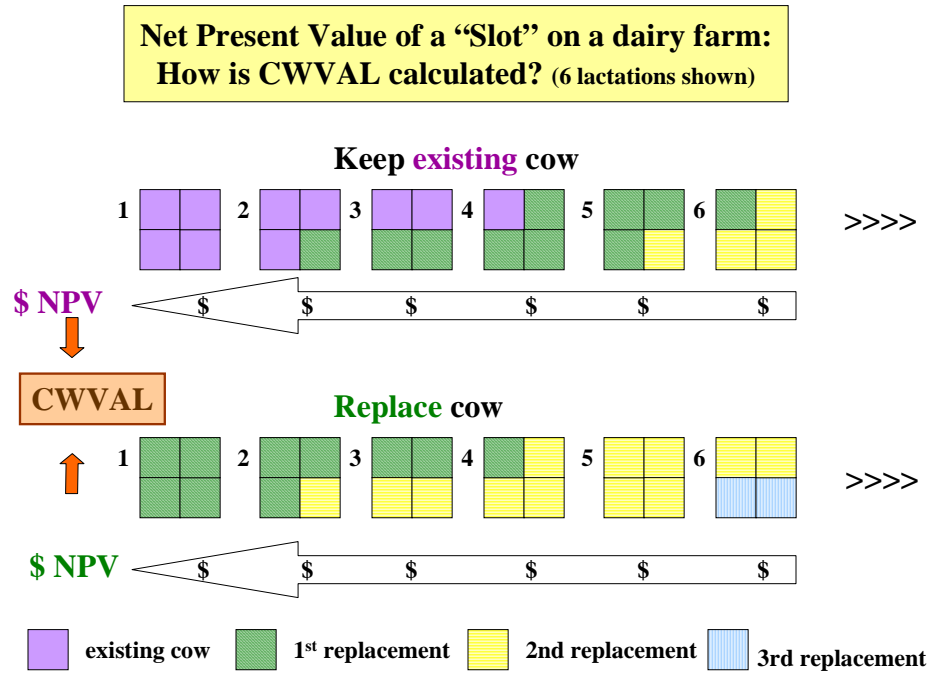 Net Present Value of a “Slot” on a dairy farm:
How is CWVAL calculated? (6 lactations shown)
Keep existing cow
1 2 3 4 5 6 >>>>
$ NPV $ $ $ $ $ $
CWVAL
Replace cow
1 2 3 4 5 6 >>>>
$ NPV $ $ $ $ $ $
existing cow 1st replacement 2nd replacement 3rd replacement